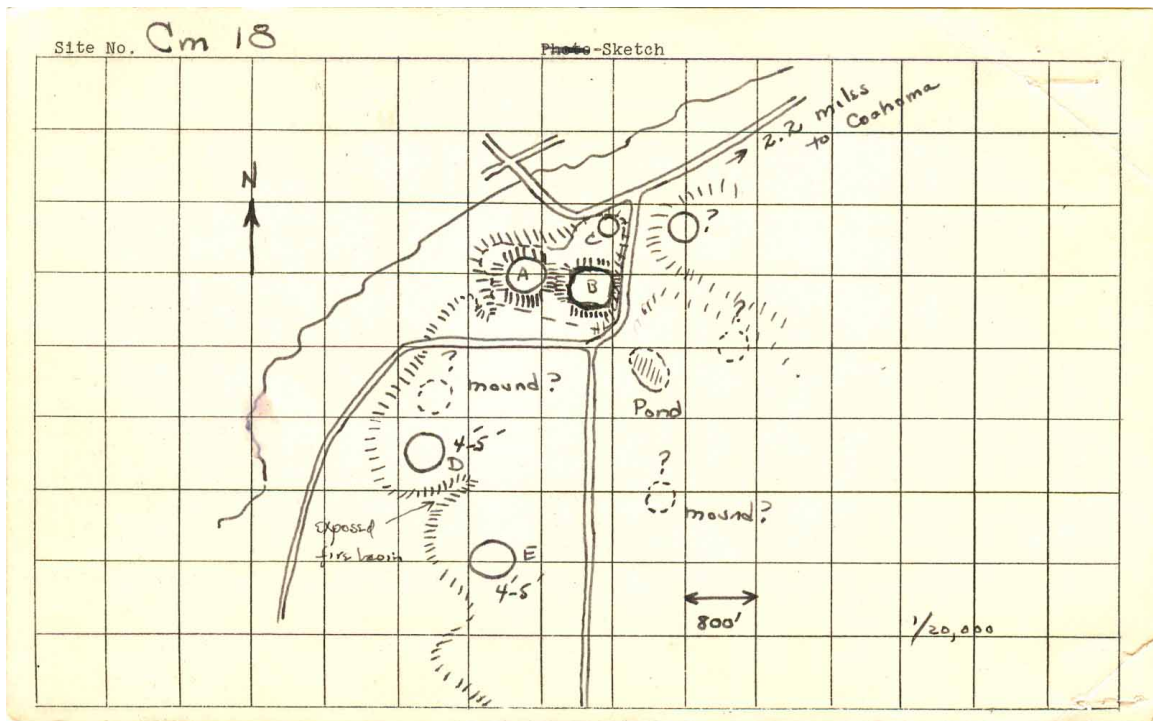 Site No. Cm 18
Photo-Sketch
2.2 miles
to Coahoma
N
C
?
A
B
?
?
mound?
Pond
4-5'
D
?
mound?
exposed
fire basin
E
4-5'
800'
1/20,000